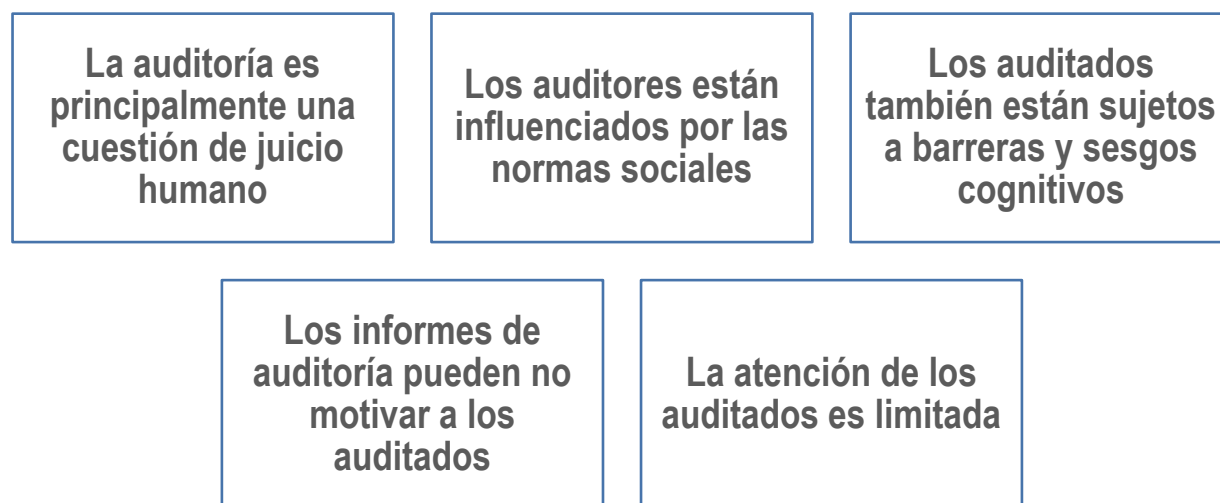 La auditoría es
principalmente una
cuestión de juicio
humano
Los auditores están
influenciados por las
normas sociales
Los auditados
también están sujetos
a barreras y sesgos
cognitivos
Los informes de
auditoría pueden no
motivar a los
auditados
La atención de los
auditados es limitada